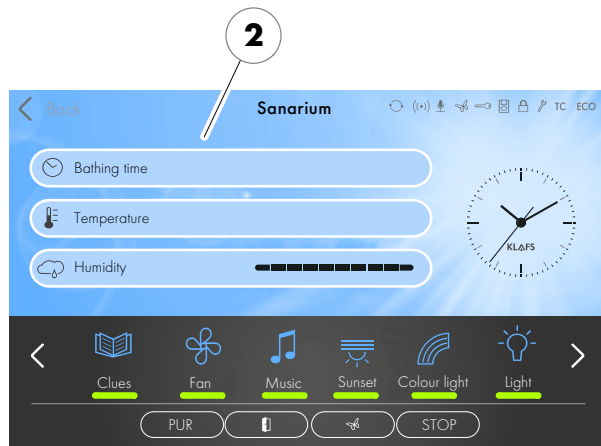 2
Back
Sanarium
TC ECO
Bathing time
Temperature
Humidity
KLAFS
Clues
Fan
Music
Sunset
Colour light
Light
PUR
STOP